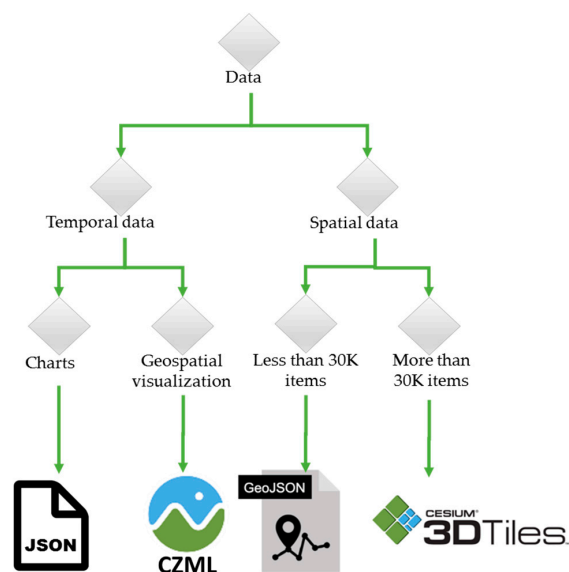 Data
Temporal data
Spatial data
Charts
Geospatial
visualization
Less than 30K
items
More than
30K items
JSON
CZML
GeoJSON
CESIUM®
3DTiles